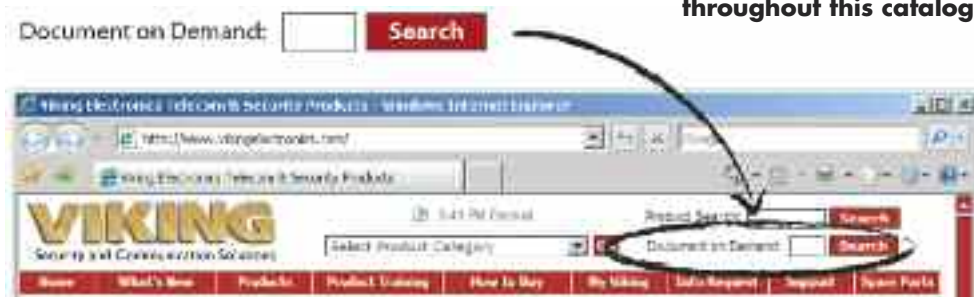 throughout this catalog
Document on Demand: Search
Viking Electronics Telecom & Security Products - Windows Internet Explorer
http://www.vikingelectronics.com/
Viking Electronics Telecom & Security Products
VIKING
Security and Communication Solutions
Product Search: Search
Select Product Category
Document on Demand Search
Home What's New Products Product Training How to Buy My Viking Info Request Support Spare Parts